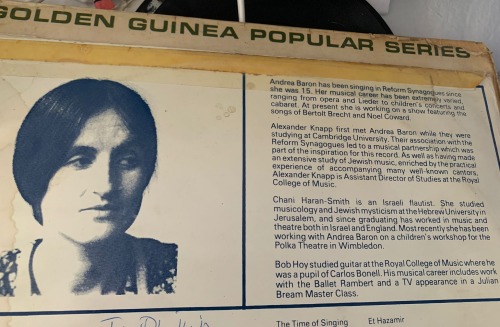 GOLDEN GUINEA POPULAR SERIES
Andrea Baron has been singing in Reform Synagogues since
she was 15. Her musical career has been extremely varied,
ranging from opera and Lieder to children's concerts and
cabaret. At present she is working on a show featuring the
songs of Bertolt Brecht and Noel Coward.
Alexander Knapp first met Andrea Baron while they were
studying at Cambridge University. Their association with the
Reform Synagogues led to a musical partnership which was
part of the inspiration for this record. As well as having made
an extensive study of Jewish music, enriched by the practical
experience of accompanying many well-known cantors,
Alexander Knapp is Assistant Director of Studies at the Royal
College of Music.
Chani Haran-Smith is an Israeli flautist. She studied
musicology and Jewish mysticism at the Hebrew University in
Jerusalem, and since graduating has worked in music and
theatre both in Israel and England. Most recently she has been
working with Andrea Baron on a children's workshop for the
Polka Theatre in Wimbledon.
Bob Hoy studied guitar at the Royal College of Music where he
was a pupil of Carlos Bonell. His musical career includes work
with the Ballet Rambert and a TV appearance in a Julian
Bream Master Class.
The Time of Singing Et Hazamir